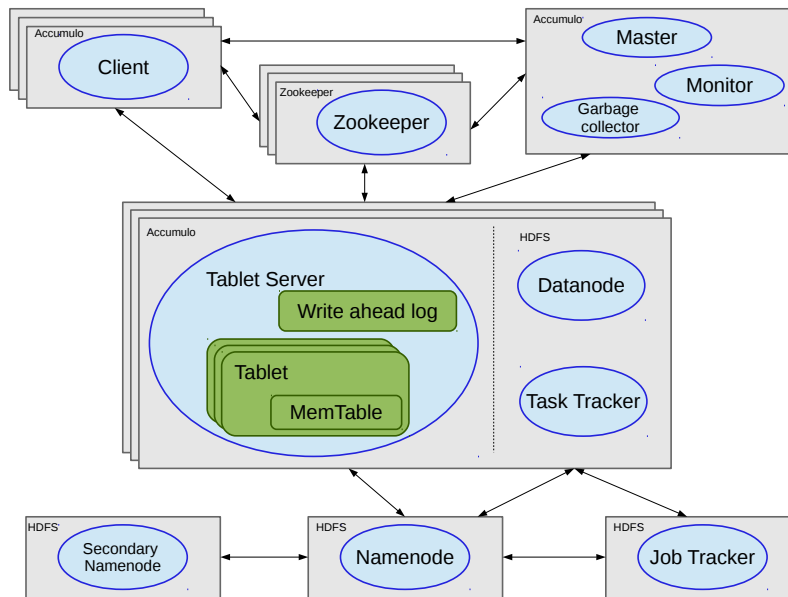 Accumulo
Client
Zookeeper
Zookeeper
Accumulo
Master
Monitor
Garbage
collector
Accumulo
Tablet Server
Write ahead log
Tablet
MemTable
HDFS
Datanode
Task Tracker
HDFS
Secondary
Namenode
HDFS
Namenode
HDFS
Job Tracker